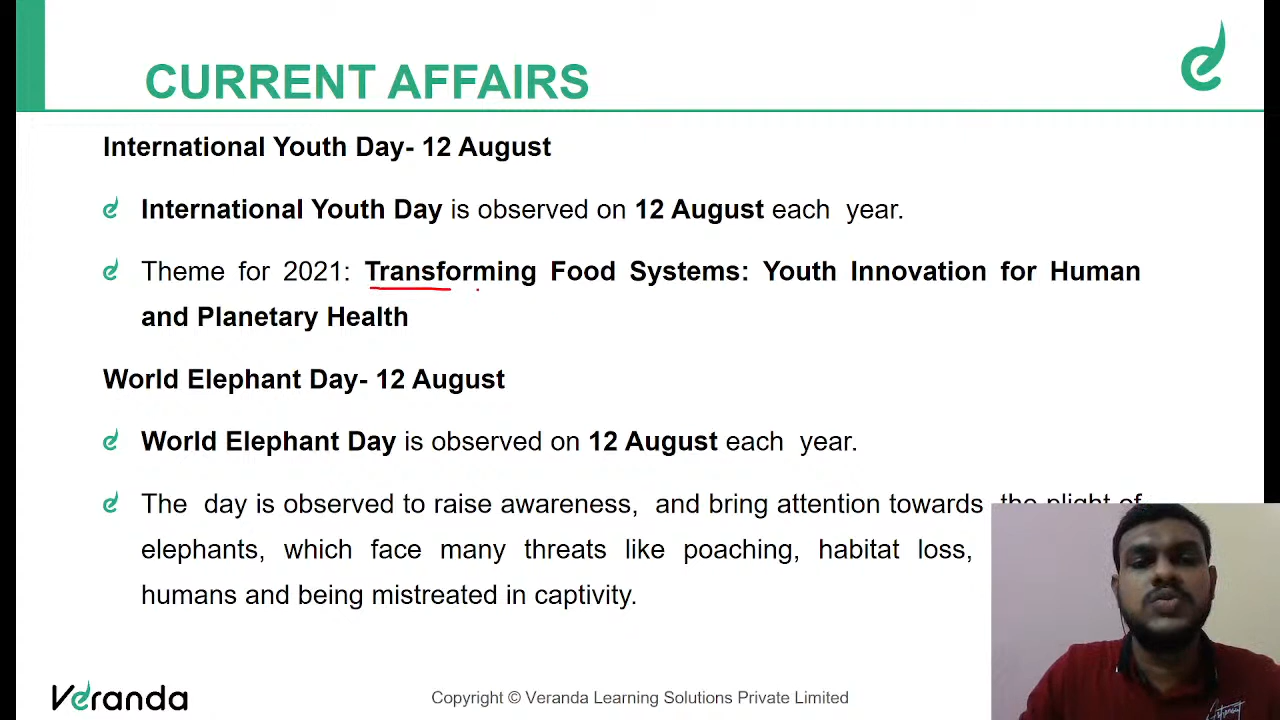 CURRENT AFFAIRS
International Youth Day- 12 August
International Youth Day is observed on 12 August each year.
Theme for 2021: Transforming Food Systems: Youth Innovation for Human
and Planetary Health
World Elephant Day- 12 August
World Elephant Day is observed on 12 August each year.
The day is observed to raise awareness, and bring attention towards the plight of
elephants, which face many threats like poaching, habitat loss,
humans and being mistreated in captivity.
Veranda
Copyright © Veranda Learning Solutions Private Limited